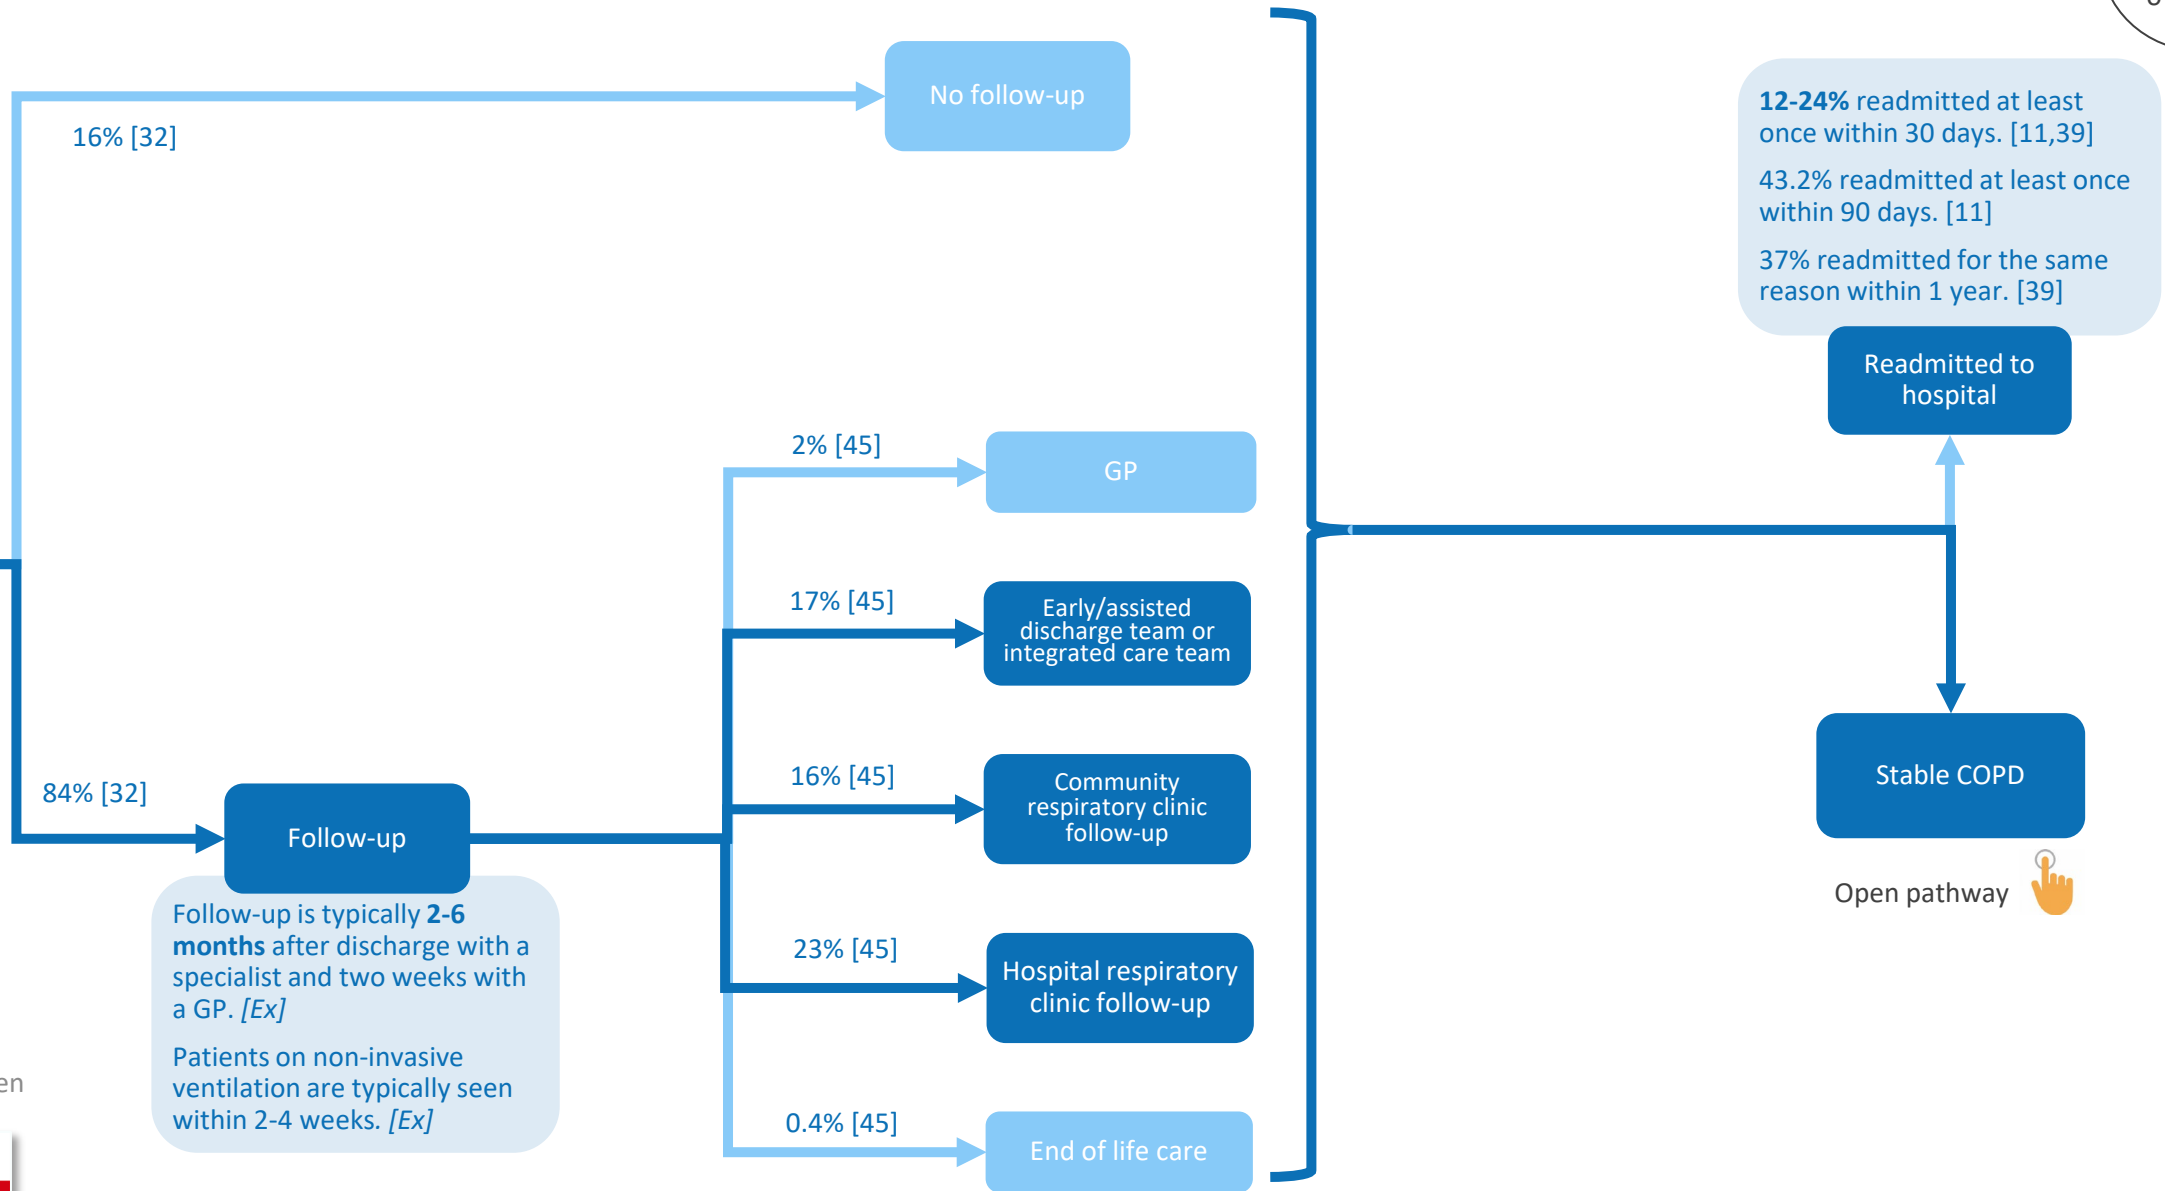 No follow-up
16% [32]
12-24% readmitted at least
once within 30 days. [11,39]
43.2% readmitted at least once
within 90 days. [11]
37% readmitted for the same
reason within 1 year. [39]
Readmitted to
hospital
2% [45]
GP
17% [45]
Early/assisted
discharge team or
integrated care team
16% [45]
Community
respiratory clinic
follow-up
84% [32]
Follow-up
Follow-up is typically 2-6
months after discharge with a
specialist and two weeks with
a GP. [Ex]
Patients on non-invasive
ventilation are typically seen
within 2-4 weeks. [Ex]
23% [45]
Hospital respiratory
clinic follow-up
0.4% [45]
End of life care
Stable COPD
Open pathway
en